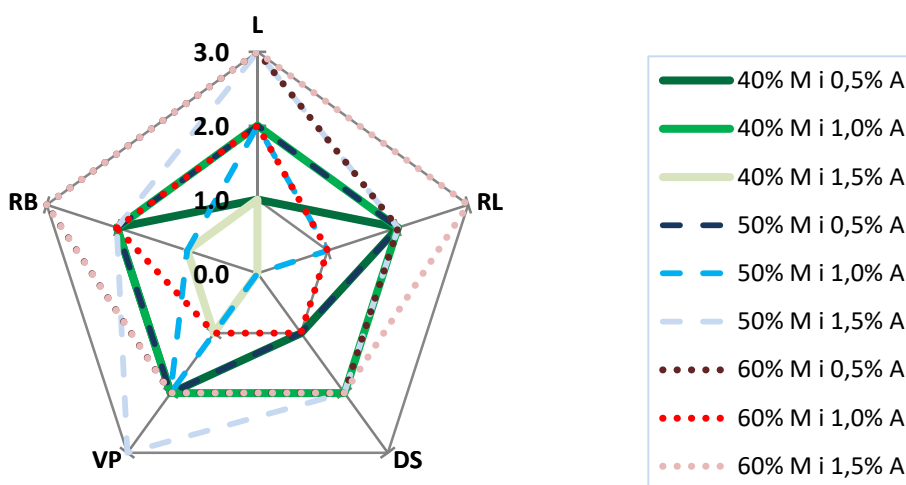 L
3.0
2.0
1.0
0.0
RB
RL
VP
DS
40% M i 0,5% A
40% M i 1,0% A
40% M i 1,5% A
50% M i 0,5% A
50% M i 1,0% A
50% M i 1,5% A
60% M i 0,5% A
60% M i 1,0% A
60% M i 1,5% A